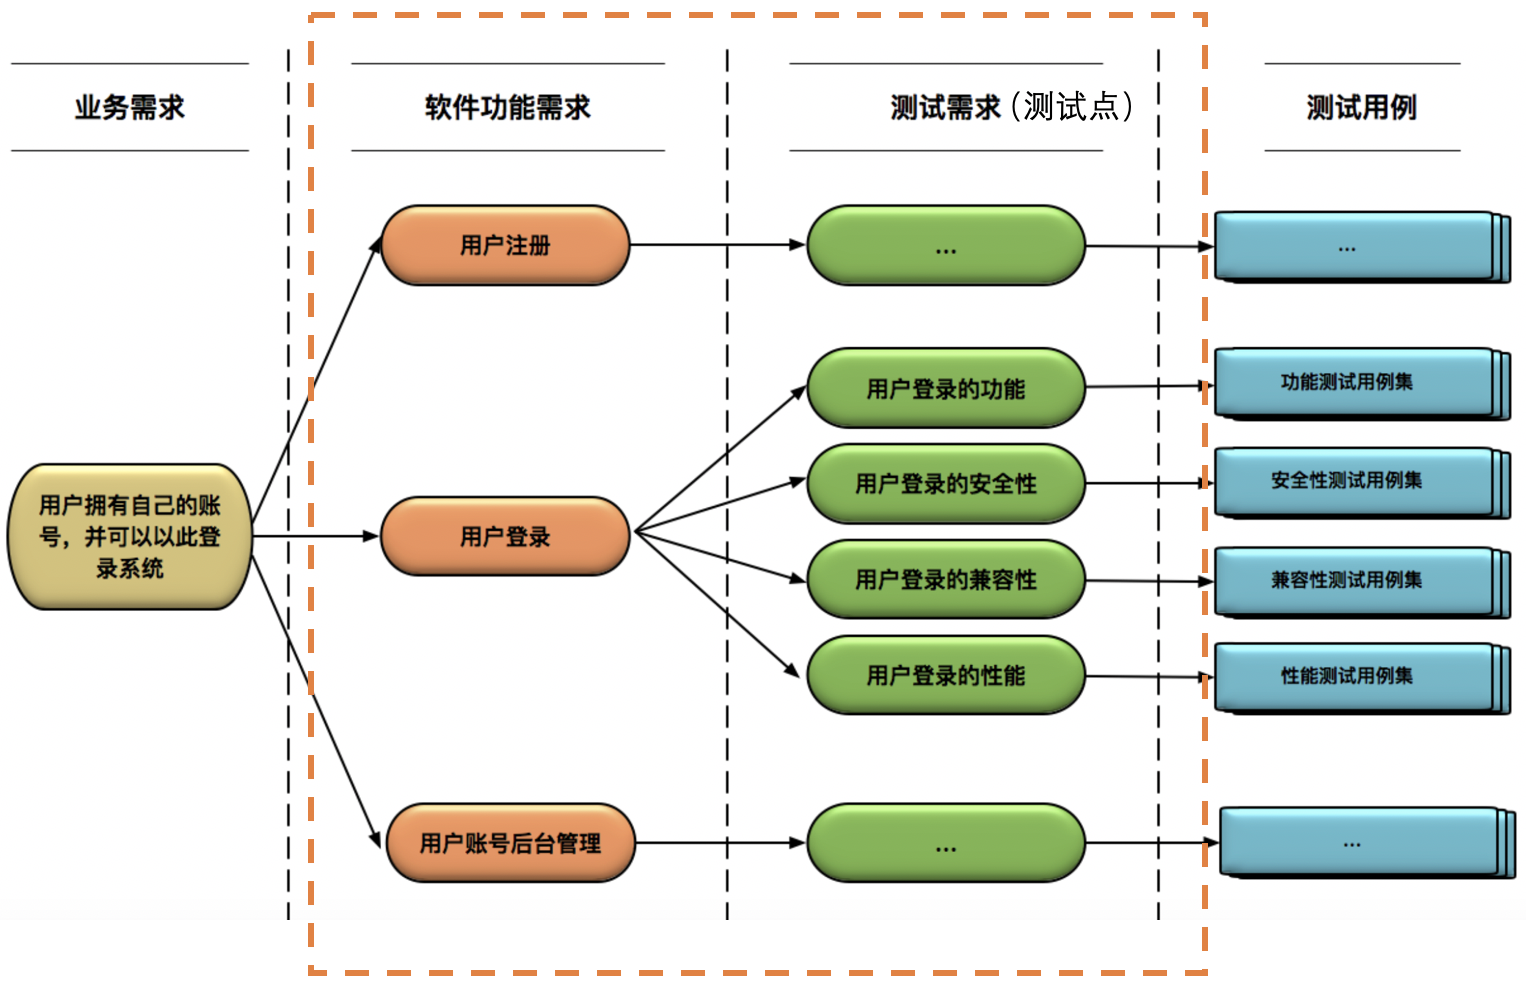 业务需求
软件功能需求
测试需求（测试点）
测试用例
用户注册
...
...
用户登录的功能
功能测试用例集
用户拥有自己的账
号，并可以以此登
录系统
用户登录
用户登录的安全性
安全性测试用例集
用户登录的兼容性
兼容性测试用例集
用户登录的性能
性能测试用例集
用户账号后台管理
...
...